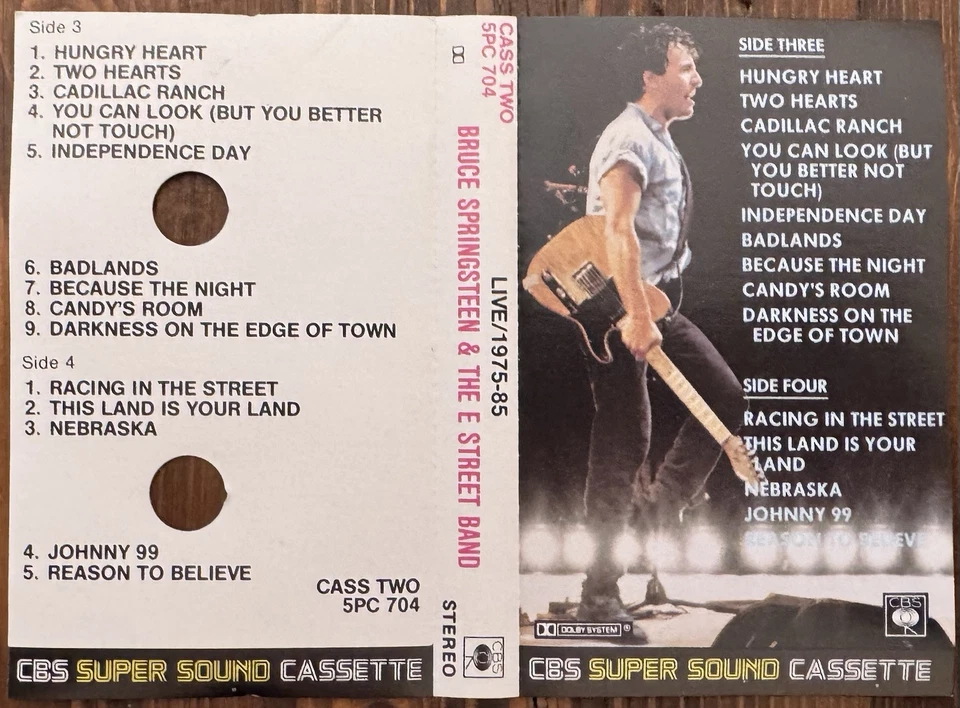 Side 3
1. HUNGRY HEART
2. TWO HEARTS
3. CADILLAC RANCH
4. YOU CAN LOOK (BUT YOU BETTER
NOT TOUCH)
5. INDEPENDENCE DAY
6. BADLANDS
7. BECAUSE THE NIGHT
8. CANDY'S ROOM
9. DARKNESS ON THE EDGE OF TOWN
Side 4
1. RACING IN THE STREET
2. THIS LAND IS YOUR LAND
3. NEBRASKA
4. JOHNNY 99
5. REASON TO BELIEVE
CASS TWO
5PC 704
CBS SUPER SOUND CASSETTE
CASS TWO
5PC 704
BRUCE SPRINGSTEEN & THE E STREET BAND
LIVE/1975-85
STEREO
CBS
SIDE THREE
HUNGRY HEART
TWO HEARTS
CADILLAC RANCH
YOU CAN LOOK (BUT
YOU BETTER NOT
TOUCH)
INDEPENDENCE DAY
BADLANDS
BECAUSE THE NIGHT
CANDY'S ROOM
DARKNESS ON THE
EDGE OF TOWN
SIDE FOUR
RACING IN THE STREET
THIS LAND IS YOUR
LAND
NEBRASKA
JOHNNY 99
REASON TO BELIEVE
DOLBY SYSTEM®
CBS
CBS SUPER SOUND CASSETTE